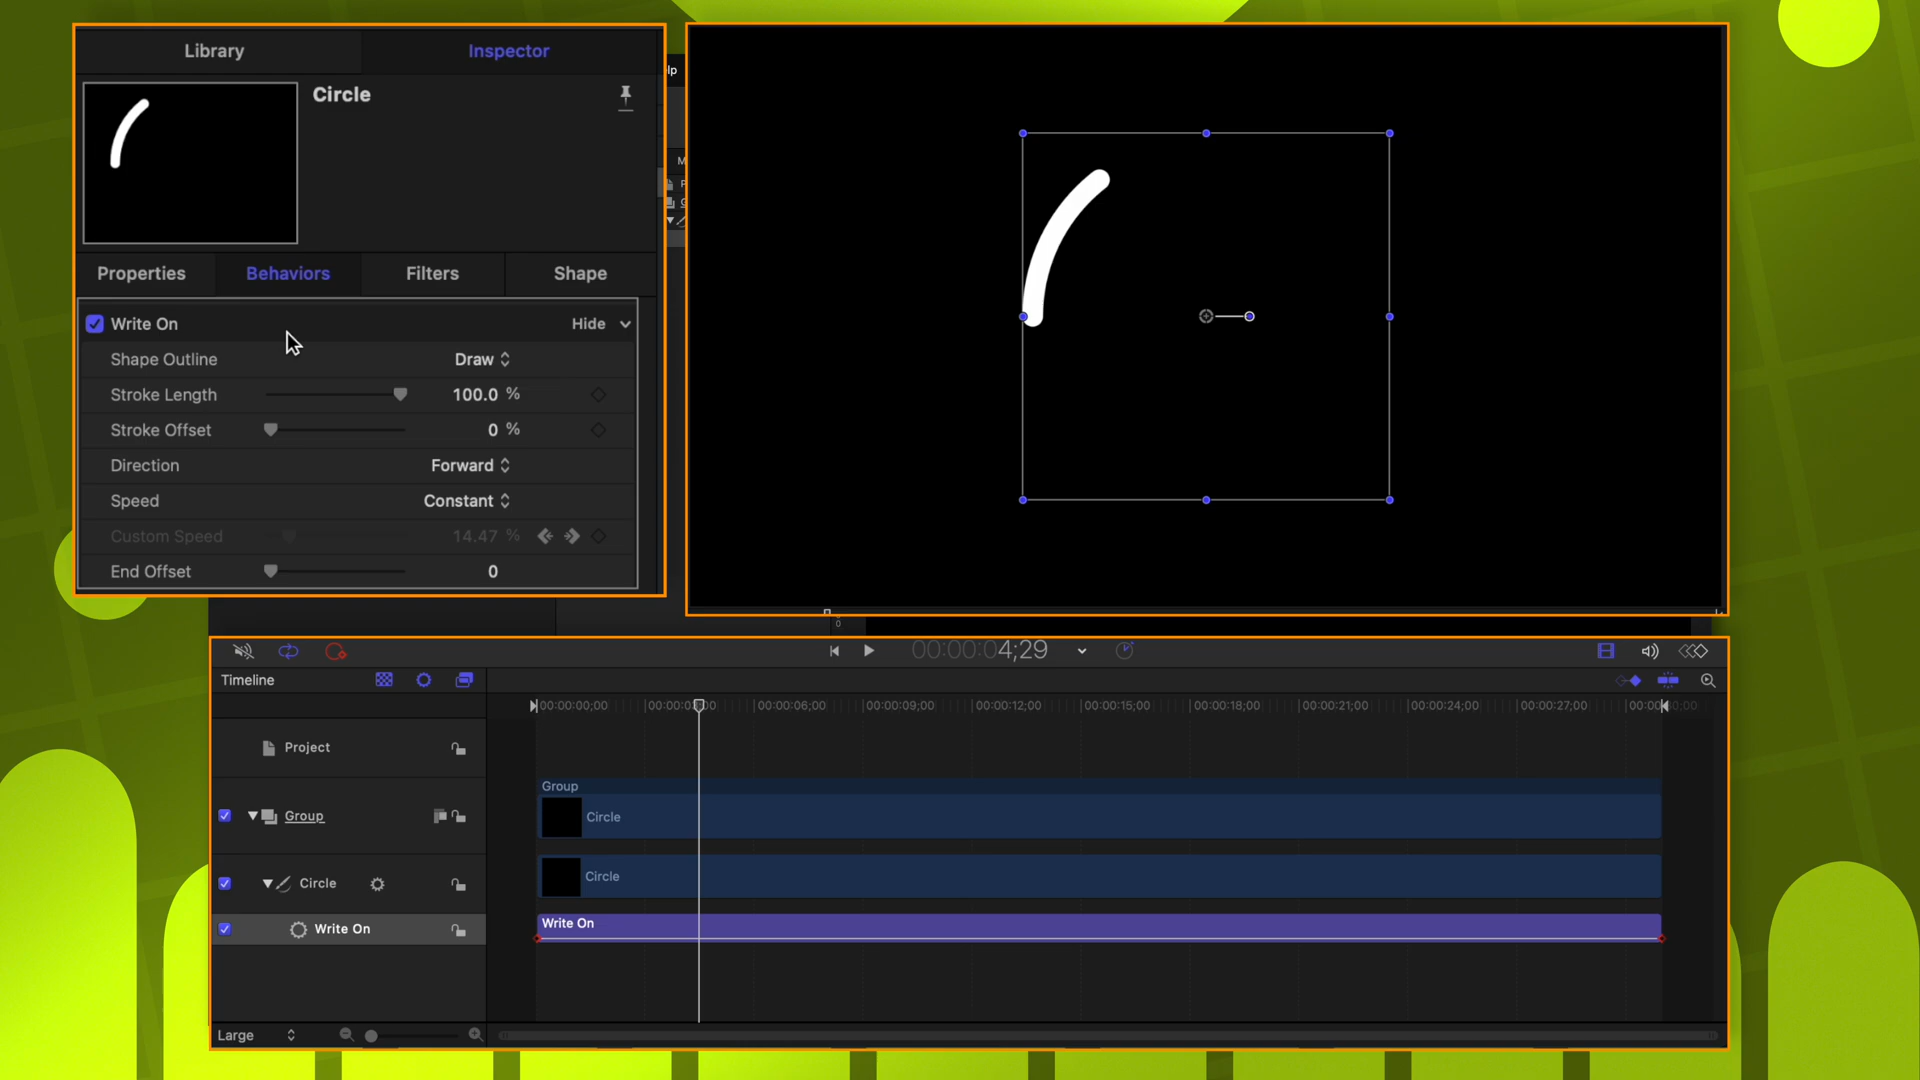 Library
Inspector
Circle
Properties
Behaviors
Filters
Shape
Write On
Hide
Shape Outline
Draw
Stroke Length
100.0 %
Stroke Offset
0 %
Direction
Forward
Speed
Constant
Custom Speed
14.47 %
End Offset
0
lp
M
00:00:04;29
Timeline
00:00:00;00
00:00:06;00
00:00:09;00
00:00:12;00
00:00:15;00
00:00:18;00
00:00:21;00
00:00:24;00
00:00:27;00
Project
Group
Group
Circle
Circle
Circle
Write On
Write On
Large